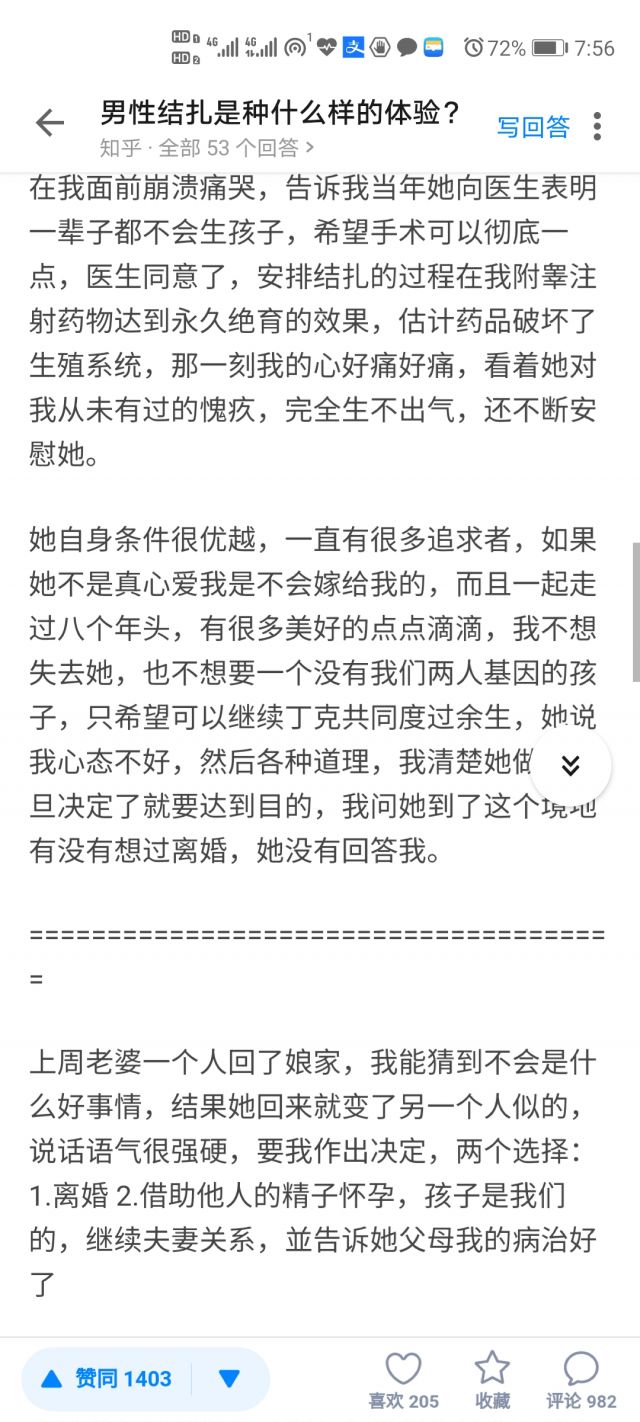 HD 1 4G 4G 1 72% 7:56
HD 2
男性结扎是种什么样的体验?
知乎 · 全部 53 个回答 >
写回答
在我面前崩溃痛哭，告诉我当年她向医生表明
一辈子都不会生孩子，希望手术可以彻底一
点，医生同意了，安排结扎的过程在我附睾注
射药物达到永久绝育的效果，估计药品破坏了
生殖系统，那一刻我的心好痛好痛，看着她对
我从未有过的愧疚，完全生不出气，还不断安
慰她。
她自身条件很优越，一直有很多追求者，如果
她不是真心爱我是不会嫁给我的，而且一起走
过八个年头，有很多美好的点点滴滴，我不想
失去她，也不想要一个没有我们两人基因的孩
子，只希望可以继续丁克共同度过余生，她说
我心态不好，然后各种道理，我清楚她做
旦决定了就要达到目的，我问她到了这个境地
有没有想过离婚，她没有回答我。
=====================================
=
上周老婆一个人回了娘家，我能猜到不会是什
么好事情，结果她回来就变了另一个人似的，
说话语气很强硬，要我作出决定，两个选择：
1.离婚 2.借助他人的精子怀孕，孩子是我们
的，继续夫妻关系，並告诉她父母我的病治好
了
赞同 1403
喜欢 205
收藏
评论 982